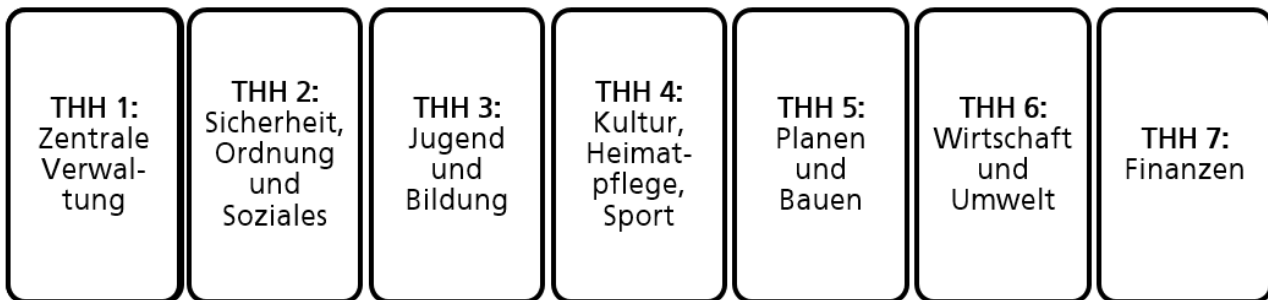 THH 1:
Zentrale
Verwal-
tung
THH 2:
Sicherheit,
Ordnung
und
Soziales
THH 3:
Jugend
und
Bildung
THH 4:
Kultur,
Heimat-
pflege,
Sport
THH 5:
Planen
und
Bauen
THH 6:
Wirtschaft
und
Umwelt
THH 7:
Finanzen